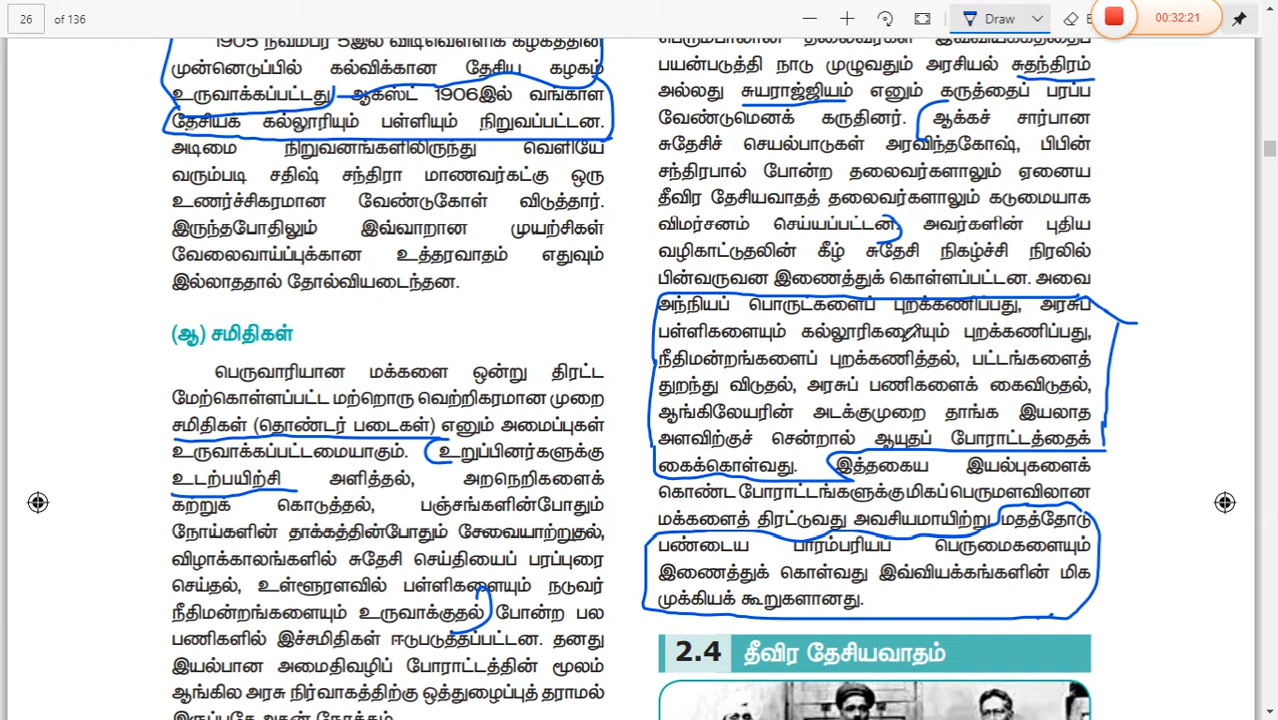 26
of 136
Draw
00:32:21
1905 நவம்பர் 5இல் விடிவெள்ளிக் கழகத்தின்
முன்னெடுப்பில் கல்விக்கான தேசிய கழகம்
உருவாக்கப்பட்டது. ஆகஸ்ட் 1906இல் வங்காள
தேசியக் கல்லூரியும் பள்ளியும் நிறுவப்பட்டன.
அடிமை நிறுவனங்களிலிருந்து வெளியே
வரும்படி சதிஷ் சந்திரா மாணவர்கட்கு ஒரு
உணர்ச்சிகரமான வேண்டுகோள் விடுத்தார்.
இருந்தபோதிலும் இவ்வாறான முயற்சிகள்
வேலைவாய்ப்புக்கான உத்தரவாதம் எதுவும்
இல்லாததால் தோல்வியடைந்தன.
(ஆ) சமிதிகள்
பெருவாரியான மக்களை ஒன்று திரட்ட
மேற்கொள்ளப்பட்ட மற்றொரு வெற்றிகரமான முறை
சமிதிகள் (தொண்டர் படைகள்) எனும் அமைப்புகள்
உருவாக்கப்பட்டமையாகும். உறுப்பினர்களுக்கு
உடற்பயிற்சி அளித்தல், அறநெறிகளைக்
கற்றுக் கொடுத்தல், பஞ்சங்களின்போதும்
நோய்களின் தாக்கத்தின்போதும் சேவையாற்றுதல்,
விழாக்காலங்களில் சுதேசி செய்தியைப் பரப்புரை
செய்தல், உள்ளூரளவில் பள்ளிகளையும் நடுவர்
நீதிமன்றங்களையும் உருவாக்குதல் போன்ற பல
பணிகளில் இச்சமிதிகள் ஈடுபடுத்தப்பட்டன. தனது
இயல்பான அமைதிவழிப் போராட்டத்தின் மூலம்
ஆங்கில அரசு நிர்வாகத்திற்கு ஒத்துழைப்புத் தராமல்
இருப்பதே அதன் நோக்கம்.
பெரும்பாலான தலைவர்கள் இவ்வியக்கத்தைப்
பயன்படுத்தி நாடு முழுவதும் அரசியல் சுதந்திரம்
அல்லது சுயராஜ்ஜியம் எனும் கருத்தைப் பரப்ப
வேண்டுமெனக் கருதினர். ஆக்கச் சார்பான
சுதேசிச் செயல்பாடுகள் அரவிந்தகோஷ், பிபின்
சந்திரபால் போன்ற தலைவர்களாலும் ஏனைய
தீவிர தேசியவாதத் தலைவர்களாலும் கடுமையாக
விமர்சனம் செய்யப்பட்டன. அவர்களின் புதிய
வழிகாட்டுதலின் கீழ் சுதேசி நிகழ்ச்சி நிரலில்
பின்வருவன இணைத்துக் கொள்ளப்பட்டன. அவை
அந்நியப் பொருட்களைப் புறக்கணிப்பது, அரசுப்
பள்ளிகளையும் கல்லூரிகளையும் புறக்கணிப்பது,
நீதிமன்றங்களைப் புறக்கணித்தல், பட்டங்களைத்
துறந்து விடுதல், அரசுப் பணிகளைக் கைவிடுதல்,
ஆங்கிலேயரின் அடக்குமுறை தாங்க இயலாத
அளவிற்குச் சென்றால் ஆயுதப் போராட்டத்தைக்
கைக்கொள்வது. இத்தகைய இயல்புகளைக்
கொண்ட போராட்டங்களுக்கு மிகப் பெருமளவிலான
மக்களைத் திரட்டுவது அவசியமாயிற்று. மதத்தோடு
பண்டைய பாரம்பரியப் பெருமைகளையும்
இணைத்துக் கொள்வது இவ்வியக்கங்களின் மிக
முக்கியக் கூறுகளானது.
2.4 தீவிர தேசியவாதம்